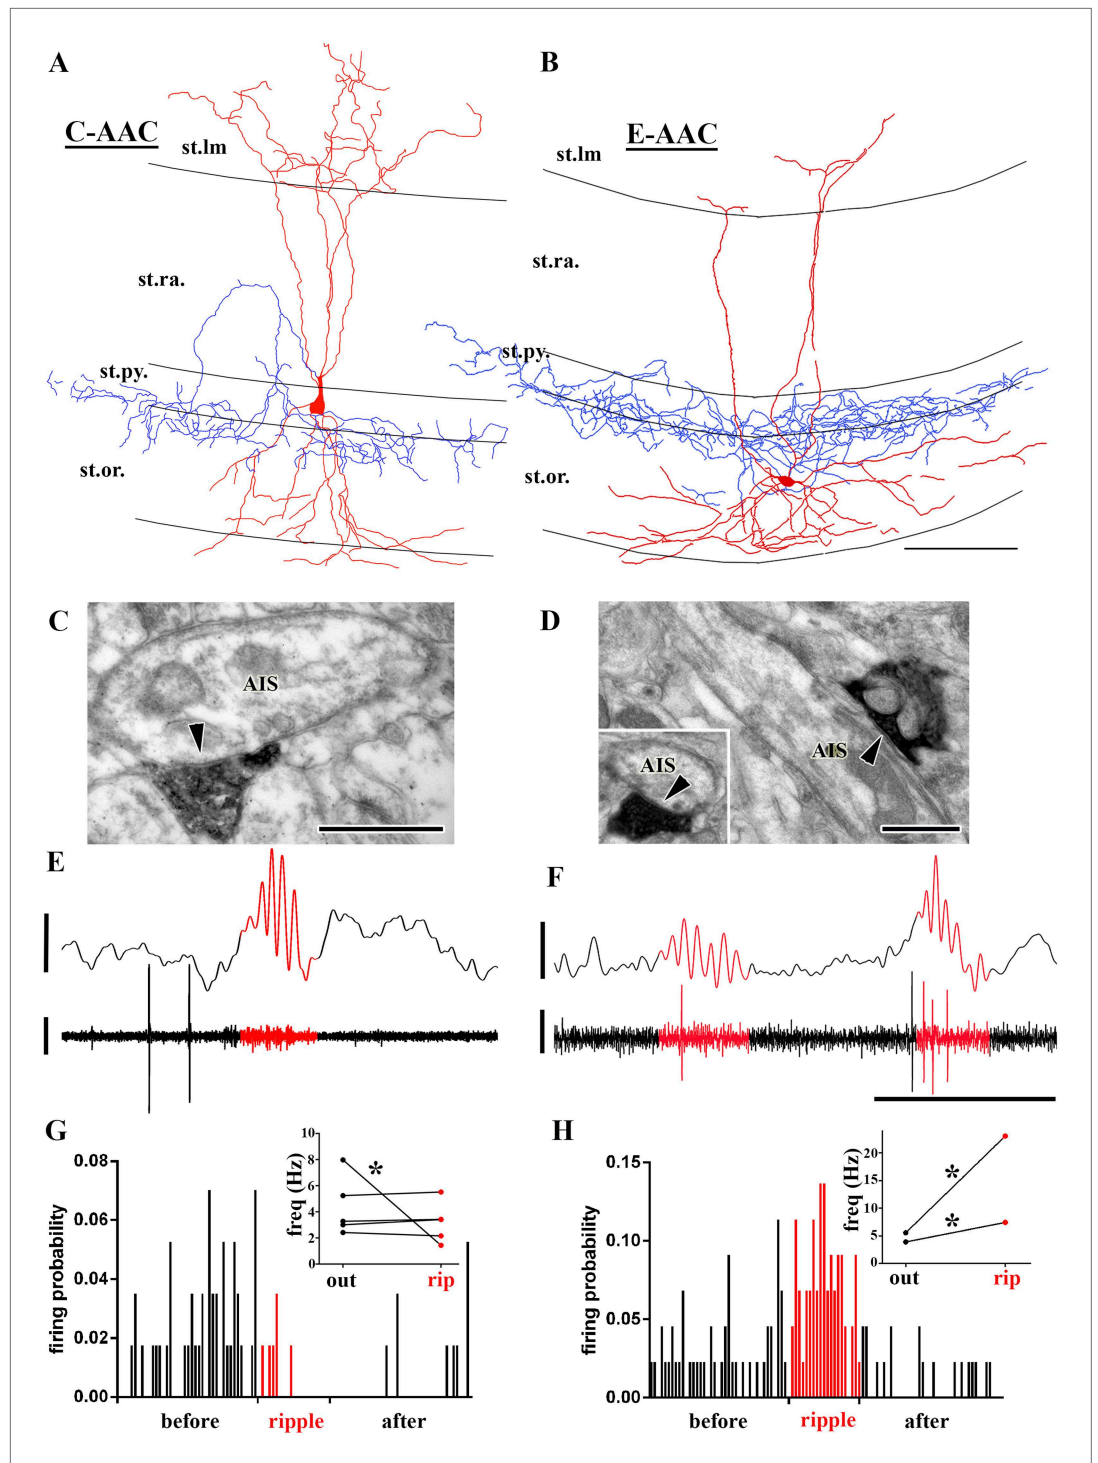 A
B
C-AAC
E-AAC
st.lm
st.lm
st.ra.
st.ra.
st.py.
st.py.
st.or.
st.or.
C
D
AIS
AIS
AIS
E
F
G
H
firing probability
0.08
0.06
0.04
0.02
0.00
before
ripple
after
freq (Hz)
10
8
6
4
2
0
out
rip
*
firing probability
0.15
0.10
0.05
0.00
before
ripple
after
freq (Hz)
20
15
10
5
0
out
rip
*
*